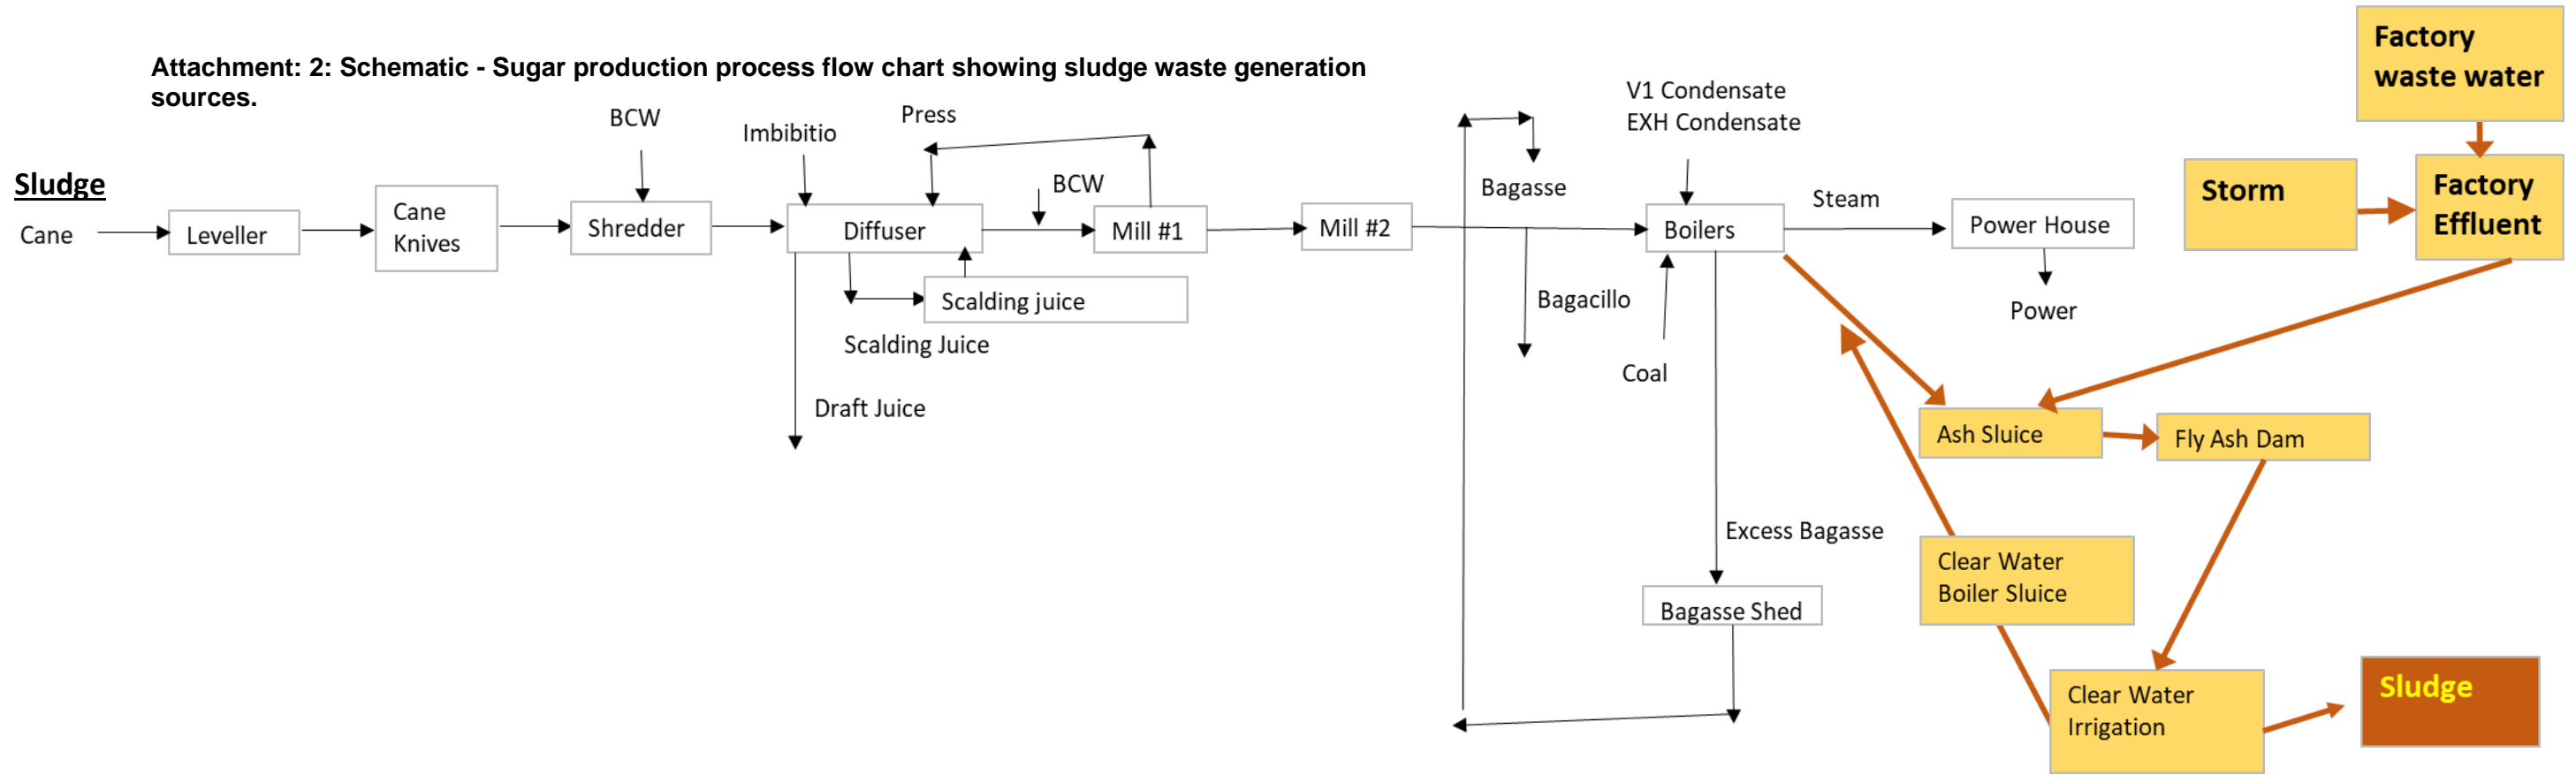 Attachment: 2: Schematic - Sugar production process flow chart showing sludge waste generation
sources.
Sludge
Cane
Leveller
Cane
Knives
BCW
Shredder
Imbibitio
Press
Diffuser
BCW
Mill #1
Scalding juice
Scalding Juice
Draft Juice
Mill #2
Bagasse
Bagacillo
V1 Condensate
EXH Condensate
Boilers
Coal
Steam
Power House
Power
Excess Bagasse
Bagasse Shed
Factory
waste water
Storm
Factory
Effluent
Ash Sluice
Fly Ash Dam
Clear Water
Boiler Sluice
Clear Water
Irrigation
Sludge